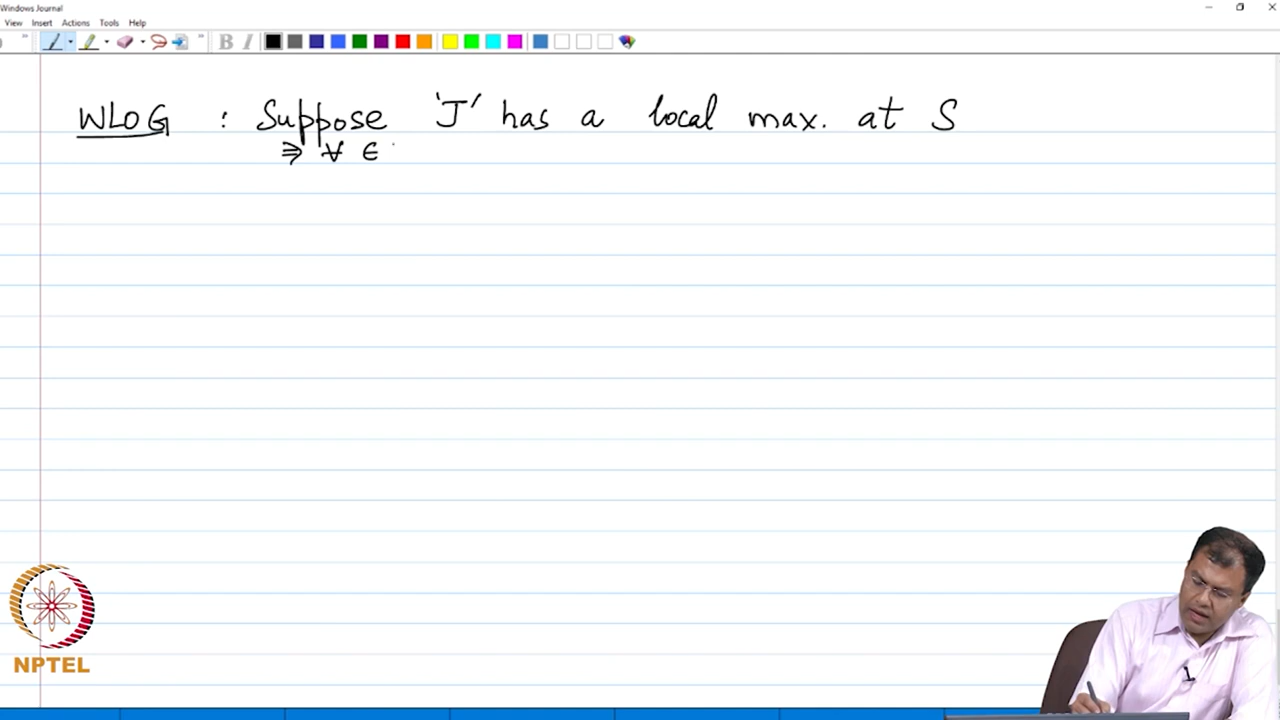 Windows Journal
View Insert Actions Tools Help
WLOG : Suppose 'J' has a local max. at S
⇒ ∀ ∈
NPTEL